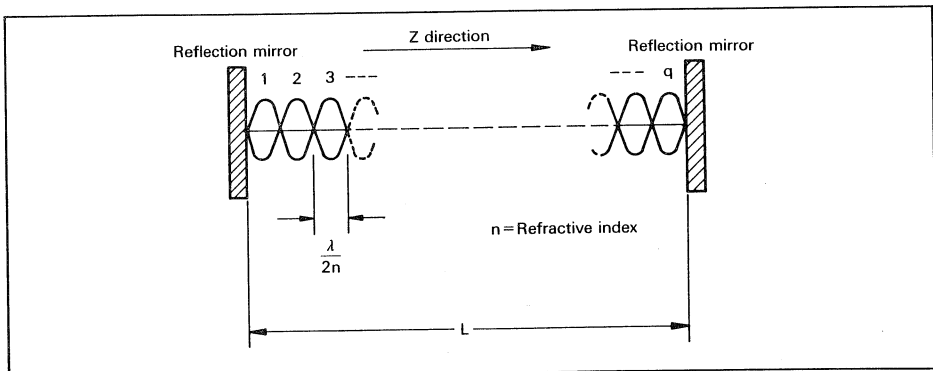 Z direction
Reflection mirror
Reflection mirror
1 2 3 ---
--- q
n=Refractive index
λ
2n
L